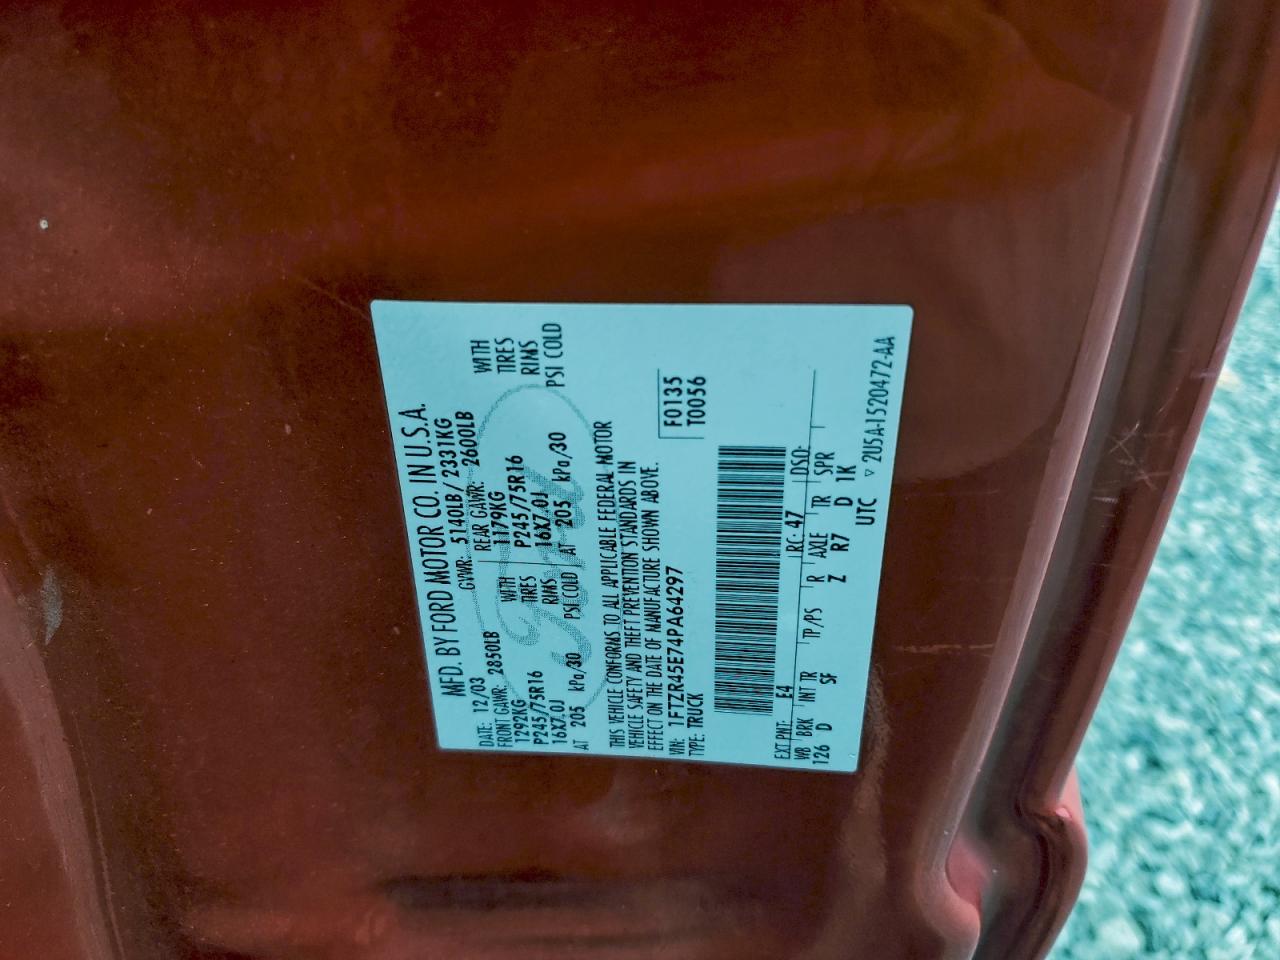 MFD. BY FORD MOTOR CO. IN U.S.A.
DATE: 12/03 GVWR: 5140LB/ 2331KG
FRONT GAWR: 2850LB REAR GAWR: 2600LB
1292KG WITH 1179KG WITH
P245/75R16 TIRES P245/75R16 TIRES
16X7.0J RIMS 16X7.0J RIMS
AT 205 kPa/30 PSI COLD AT 205 kPa/30 PSI COLD
THIS VEHICLE CONFORMS TO ALL APPLICABLE FEDERAL MOTOR
VEHICLE SAFETY AND THEFT PREVENTION STANDARDS IN
EFFECT ON THE DATE OF MANUFACTURE SHOWN ABOVE.
VIN: 1FTZR45E74PA64297 F0135
TYPE: TRUCK T0056
EXT PNT: E4 RC: 47 DSO:
WB BRK INT TR TP/PS R AXLE TR SPR
126 D SF Z R7 D 1K
UTC ▽ 2U5A-1520472-AA
Ford